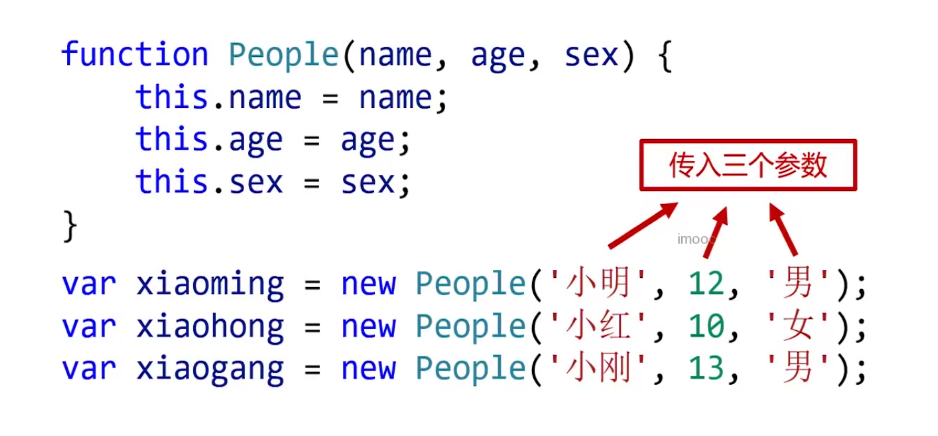 function People(name, age, sex) {
    this.name = name;
    this.age = age;
    this.sex = sex;
}
传入三个参数
imooc
var xiaoming = new People('小明', 12, '男');
var xiaohong = new People('小红', 10, '女');
var xiaogang = new People('小刚', 13, '男');